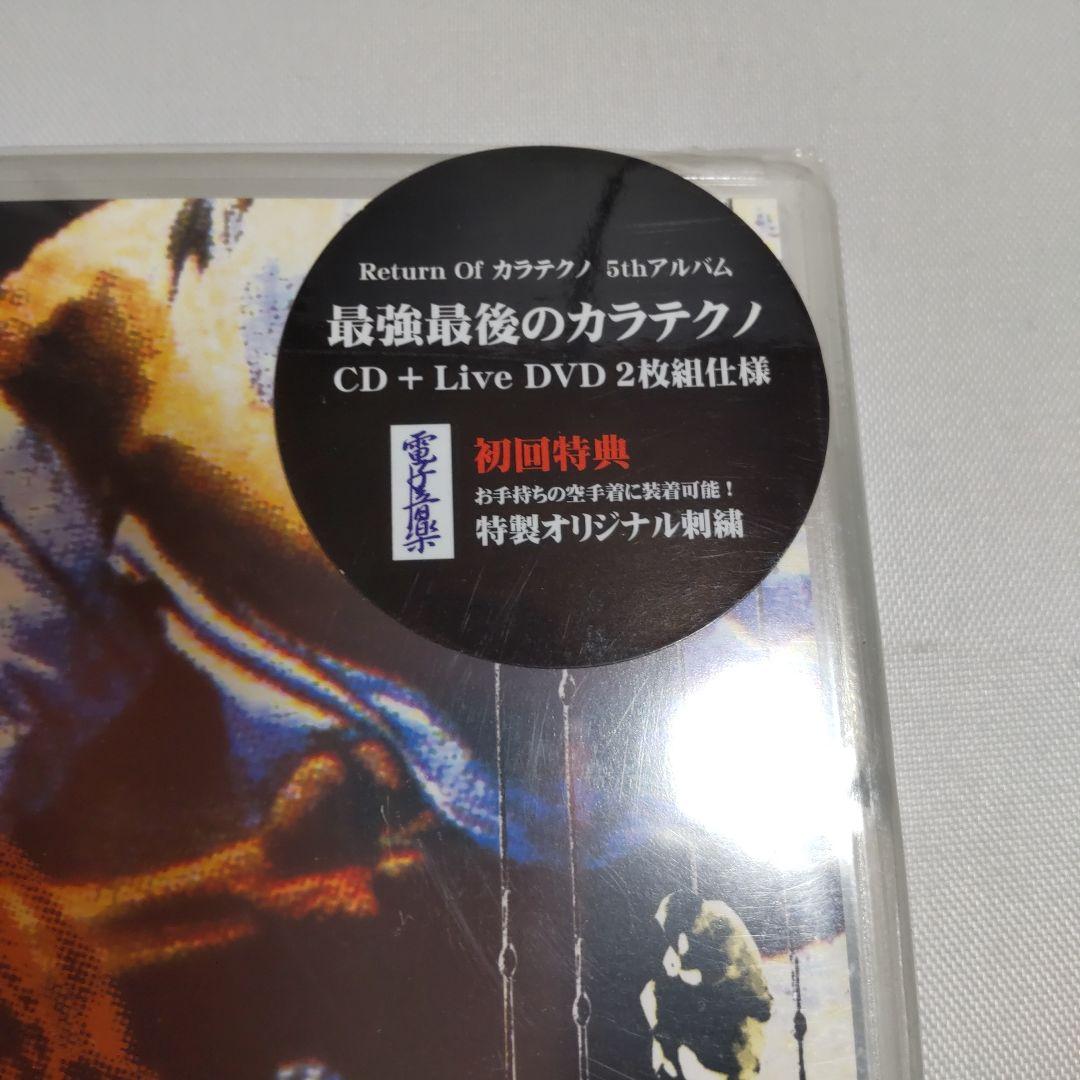 Return Of カラテクノ 5thアルバム
最強最後のカラテクノ
CD + Live DVD 2枚組仕様
電子音楽
初回特典
お手持ちの空手着に装着可能！
特製オリジナル刺繍